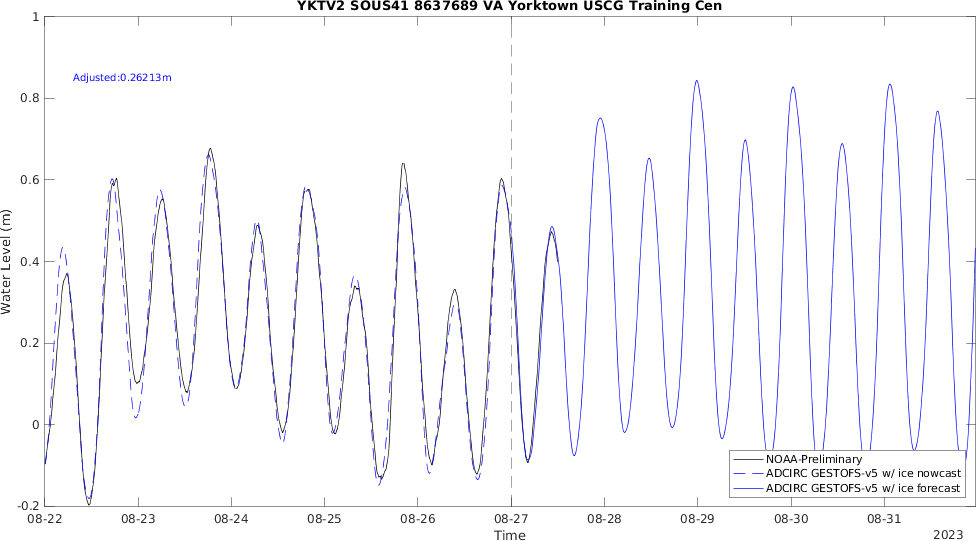 YKTV2 SOUS41 8637689 VA Yorktown USCG Training Cen
Adjusted:0.26213m
Water Level (m)
1
0.8
0.6
0.4
0.2
0
-0.2
NOAA-Preliminary
ADCIRC GESTOFS-v5 w/ ice nowcast
ADCIRC GESTOFS-v5 w/ ice forecast
08-22 08-23 08-24 08-25 08-26 08-27 08-28 08-29 08-30 08-31
Time
2023